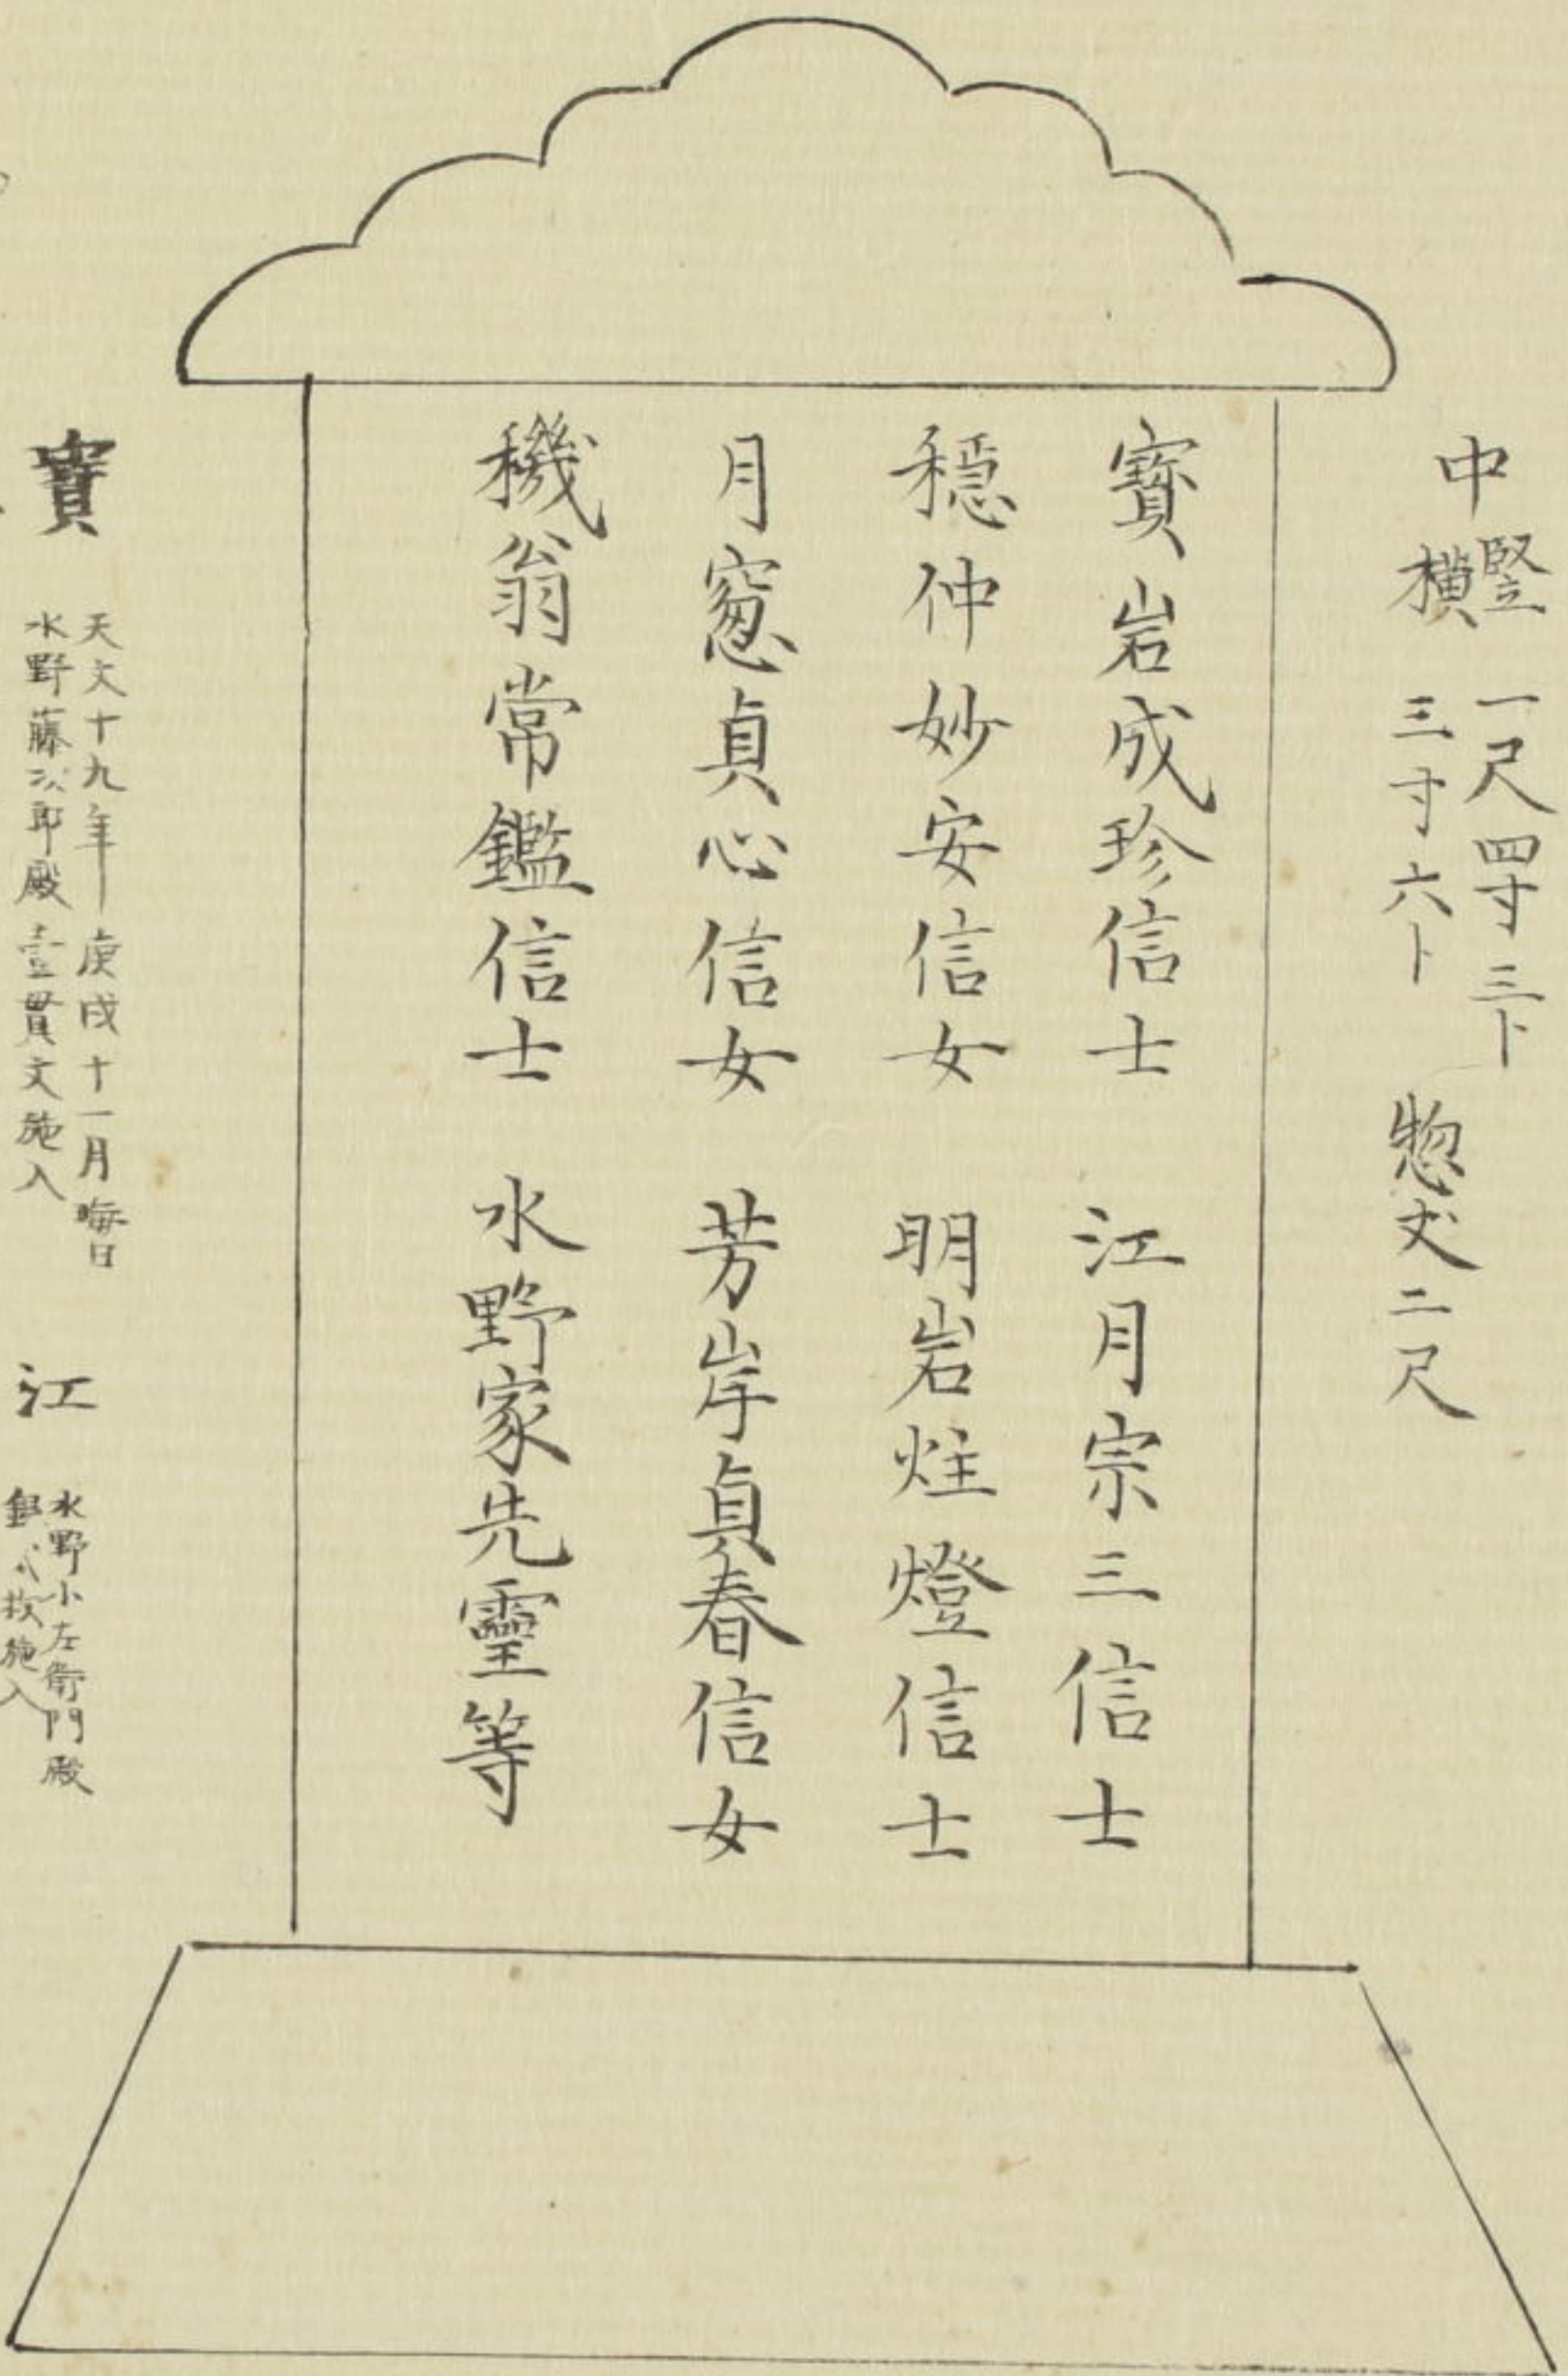 中竪一尺四寸三卜
横三寸六卜
惣丈二尺
寳岩成珍信士　江月宗三信士
穏仲妙安信女　明岩炷燈信士
月窓貞心信女　芳岸貞春信女
穖翁常鑑信士　水野家先霊等
寳
天文十九年庚戌十一月晦日
水野藤次郎殿壹貫文施入
江
水野小左衛門殿
施入